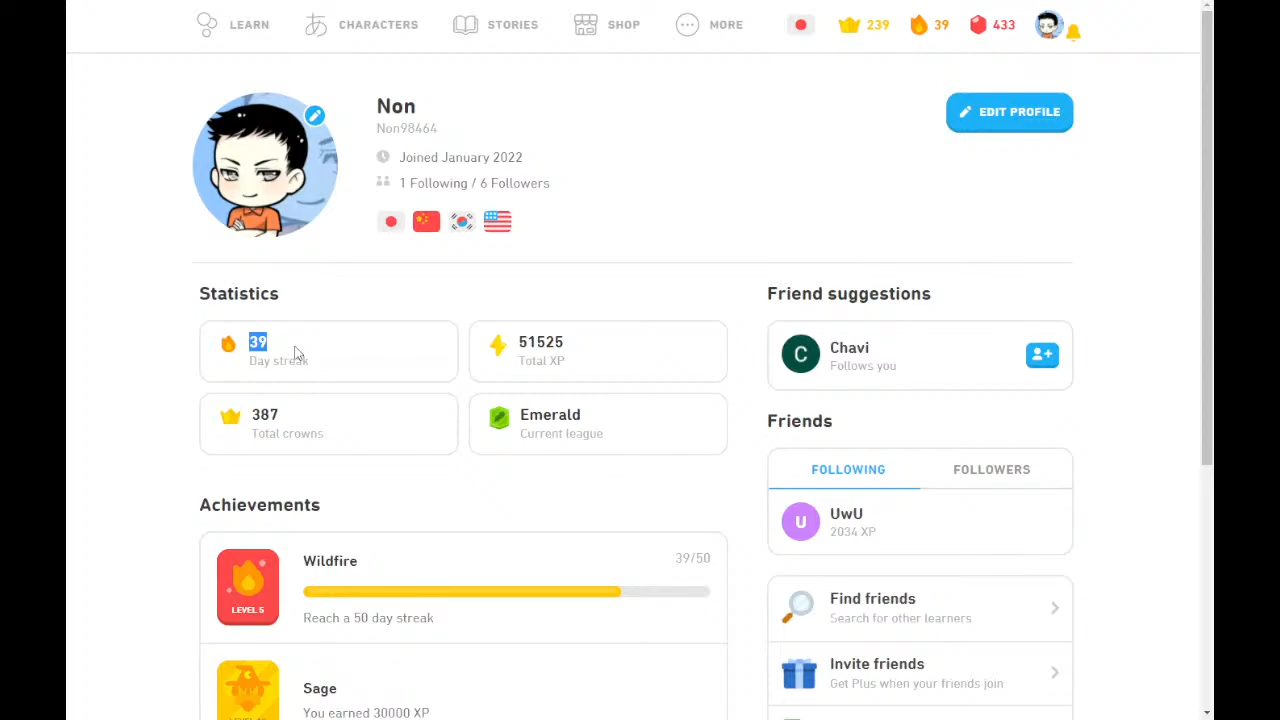 LEARN
あ CHARACTERS
STORIES
SHOP
MORE
239
39
433
Non
Non98464
Joined January 2022
1 Following / 6 Followers
EDIT PROFILE
Statistics
39
Day streak
51525
Total XP
387
Total crowns
Emerald
Current league
Achievements
Wildfire
39/50
LEVEL 5
Reach a 50 day streak
Sage
You earned 30000 XP
Friend suggestions
C
Chavi
Follows you
Friends
FOLLOWING
FOLLOWERS
U
UwU
2034 XP
Find friends
Search for other learners
Invite friends
Get Plus when your friends join